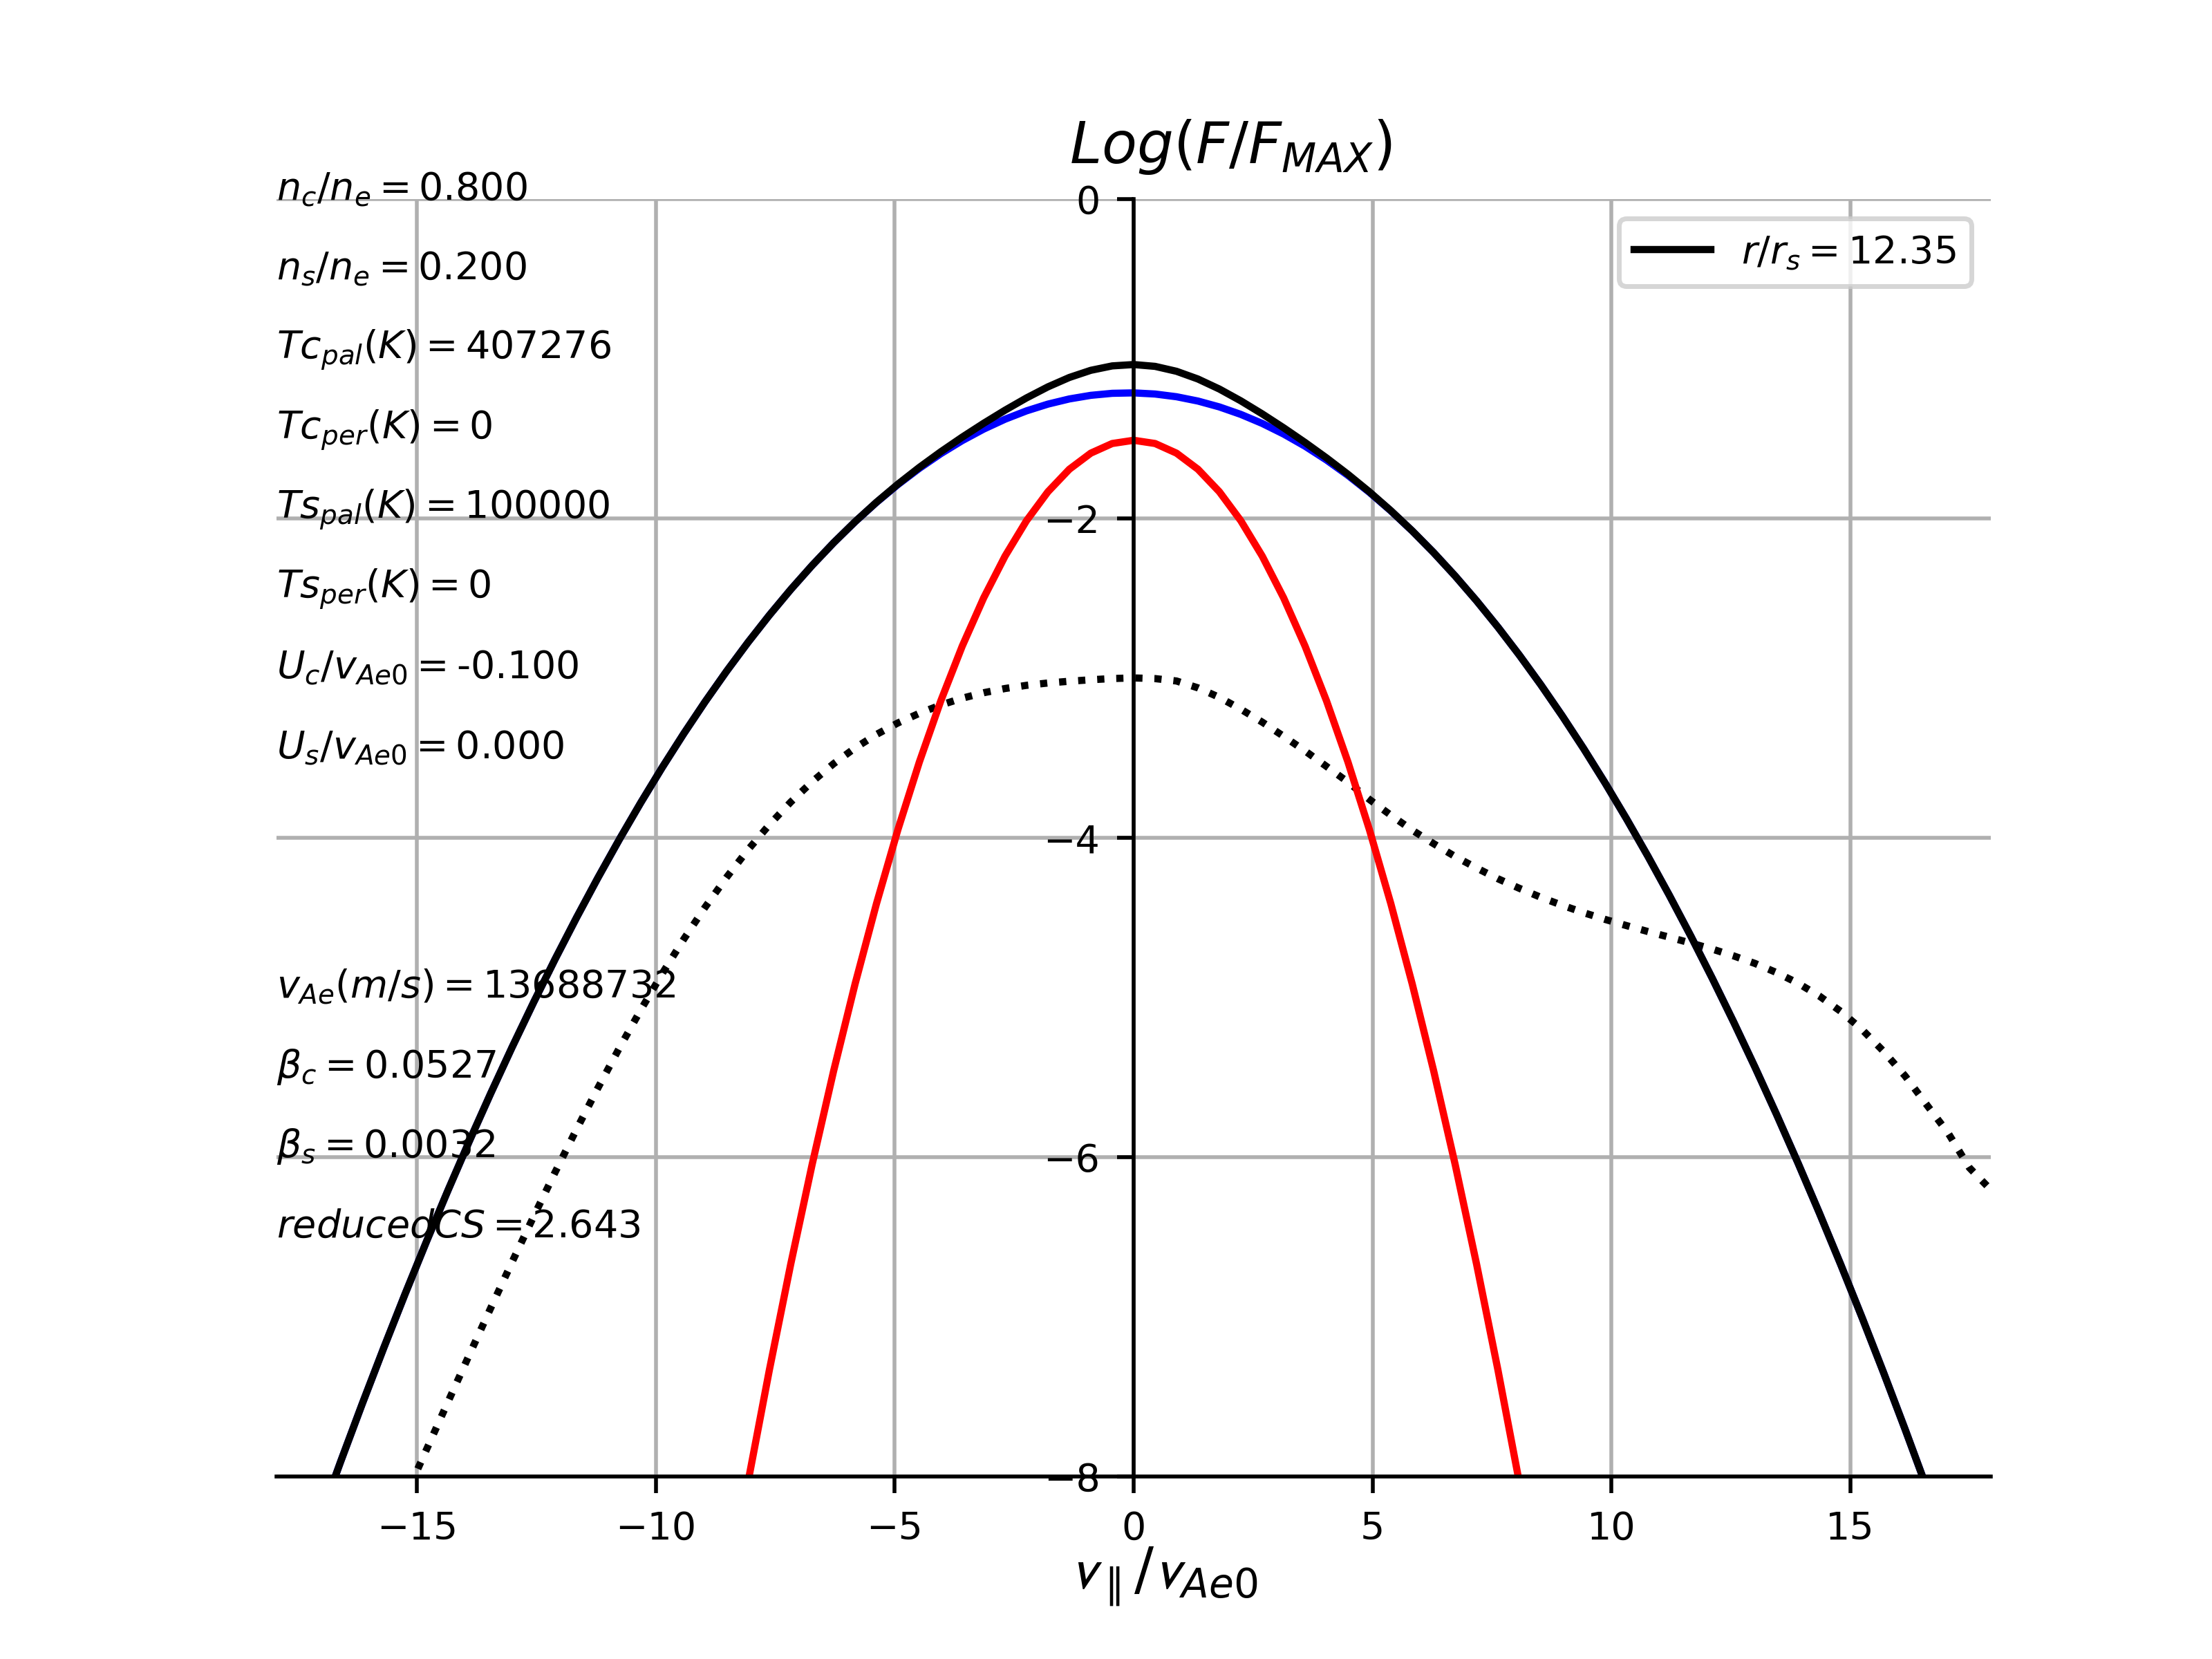 Log(F/F_MAX)
n_c/n_e = 0.800
0
r/r_s = 12.35
n_s/n_e = 0.200
Tc_pal(K) = 407276
Tc_per(K) = 0
Ts_pal(K) = 100000
−2
Ts_per(K) = 0
U_c/v_Ae0 = -0.100
U_s/v_Ae0 = 0.000
−4
v_Ae(m/s) = 13688732
β_c = 0.0527
β_s = 0.0032
−6
reducedCS = 2.643
−8
−15 −10 −5 0 5 10 15
v_∥/v_Ae0